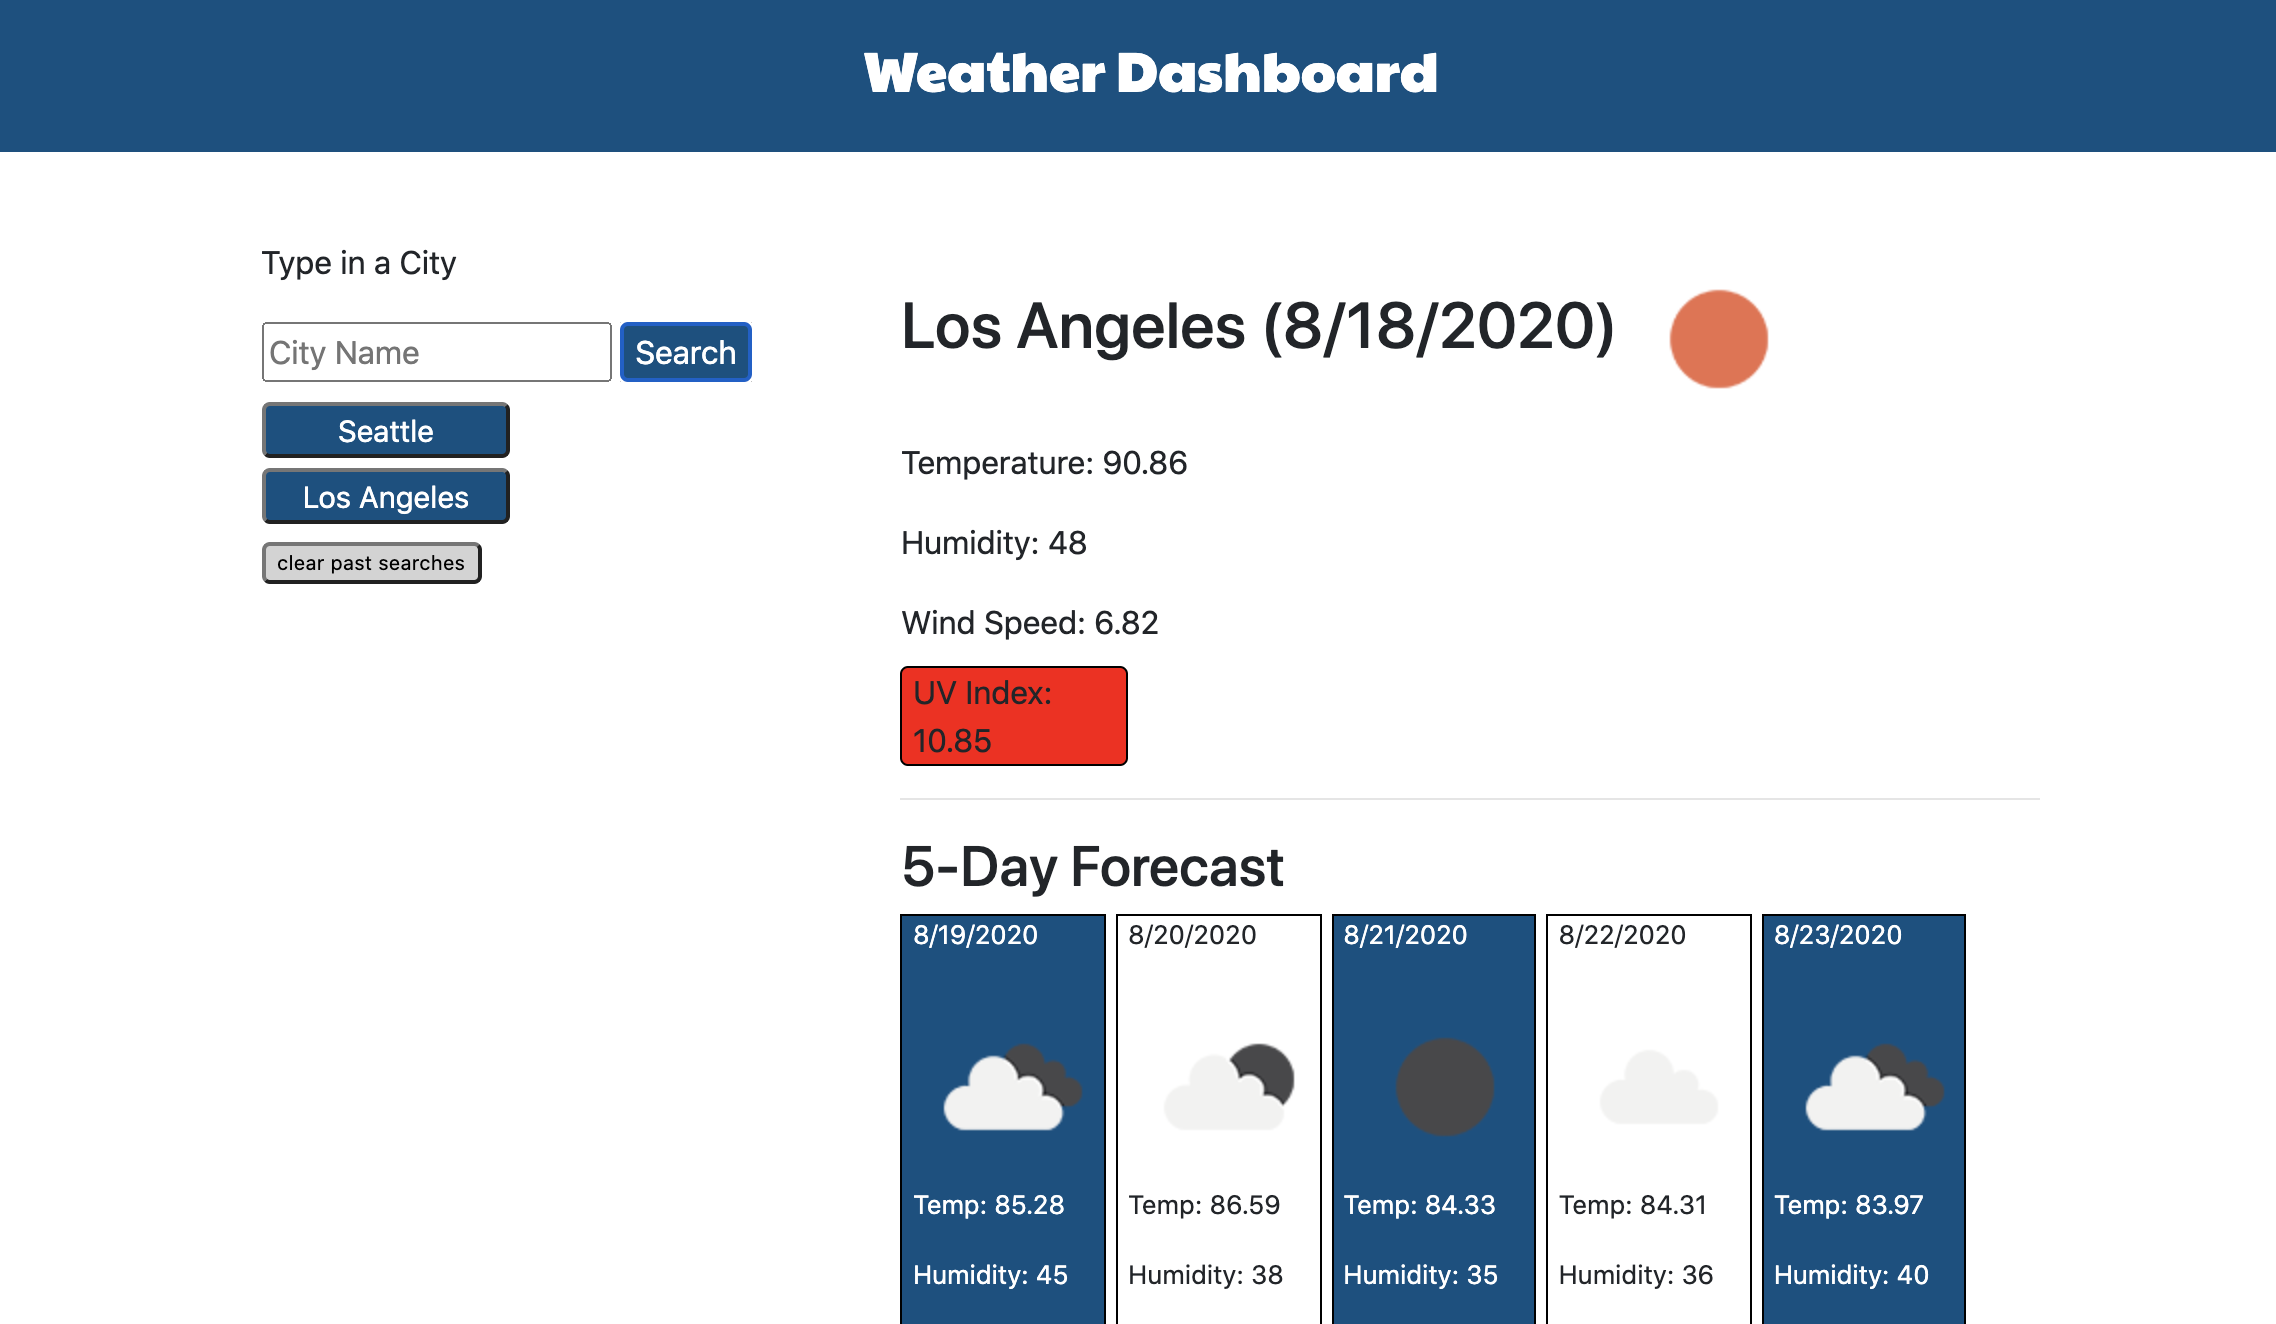 Weather Dashboard
Type in a City
City Name
Search
Seattle
Los Angeles
clear past searches
Los Angeles (8/18/2020)
Temperature: 90.86
Humidity: 48
Wind Speed: 6.82
UV Index:
10.85
5-Day Forecast
8/19/2020
Temp: 85.28
Humidity: 45
8/20/2020
Temp: 86.59
Humidity: 38
8/21/2020
Temp: 84.33
Humidity: 35
8/22/2020
Temp: 84.31
Humidity: 36
8/23/2020
Temp: 83.97
Humidity: 40